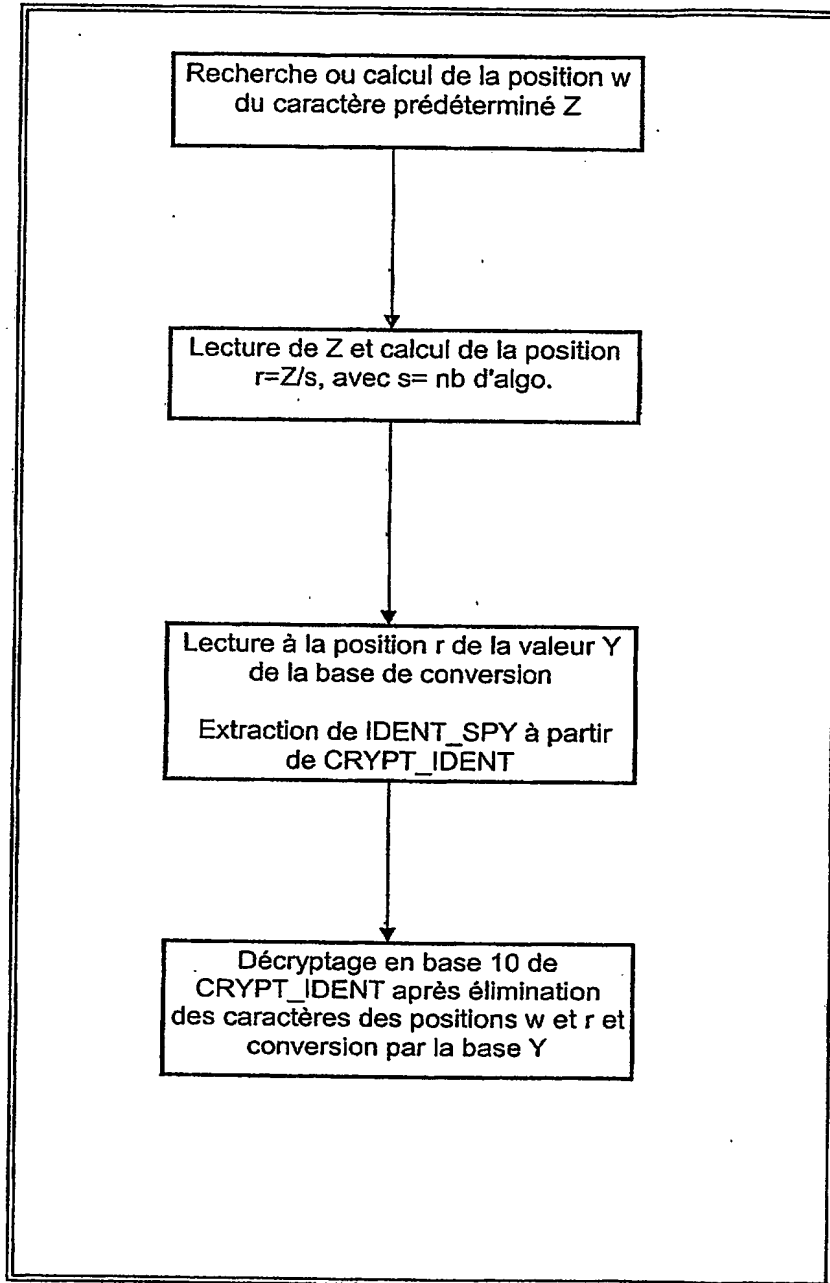 Recherche ou calcul de la position w
du caractère prédéterminé Z
Lecture de Z et calcul de la position
r=Z/s, avec s= nb d'algo.
Lecture à la position r de la valeur Y
de la base de conversion
Extraction de IDENT_SPY à partir
de CRYPT_IDENT
Décryptage en base 10 de
CRYPT_IDENT après élimination
des caractères des positions w et r et
conversion par la base Y